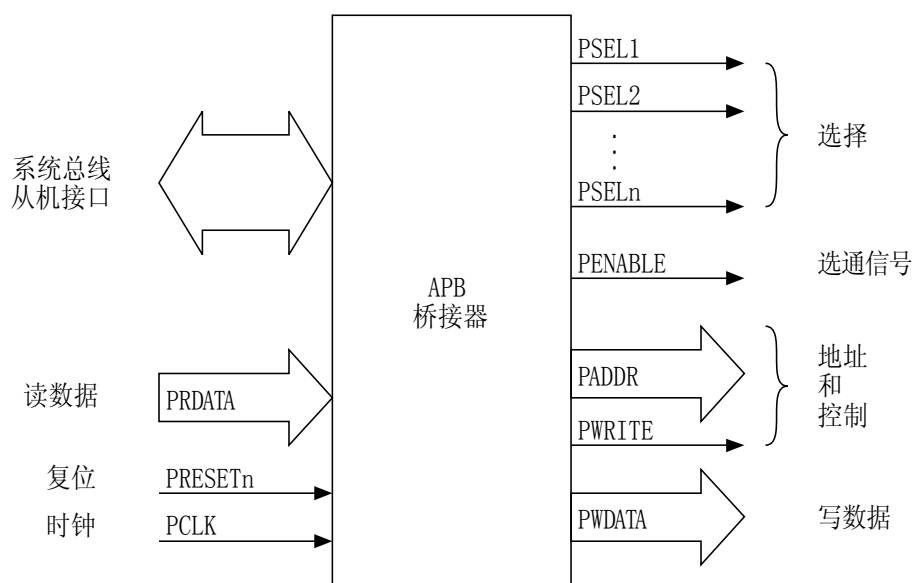 系统总线
从机接口
读数据
PRDATA
复位
PRESETn
时钟
PCLK
APB
桥接器
PSEL1
PSEL2
PSELn
选择
PENABLE
选通信号
PADDR
PWRITE
地址
和
控制
PWDATA
写数据